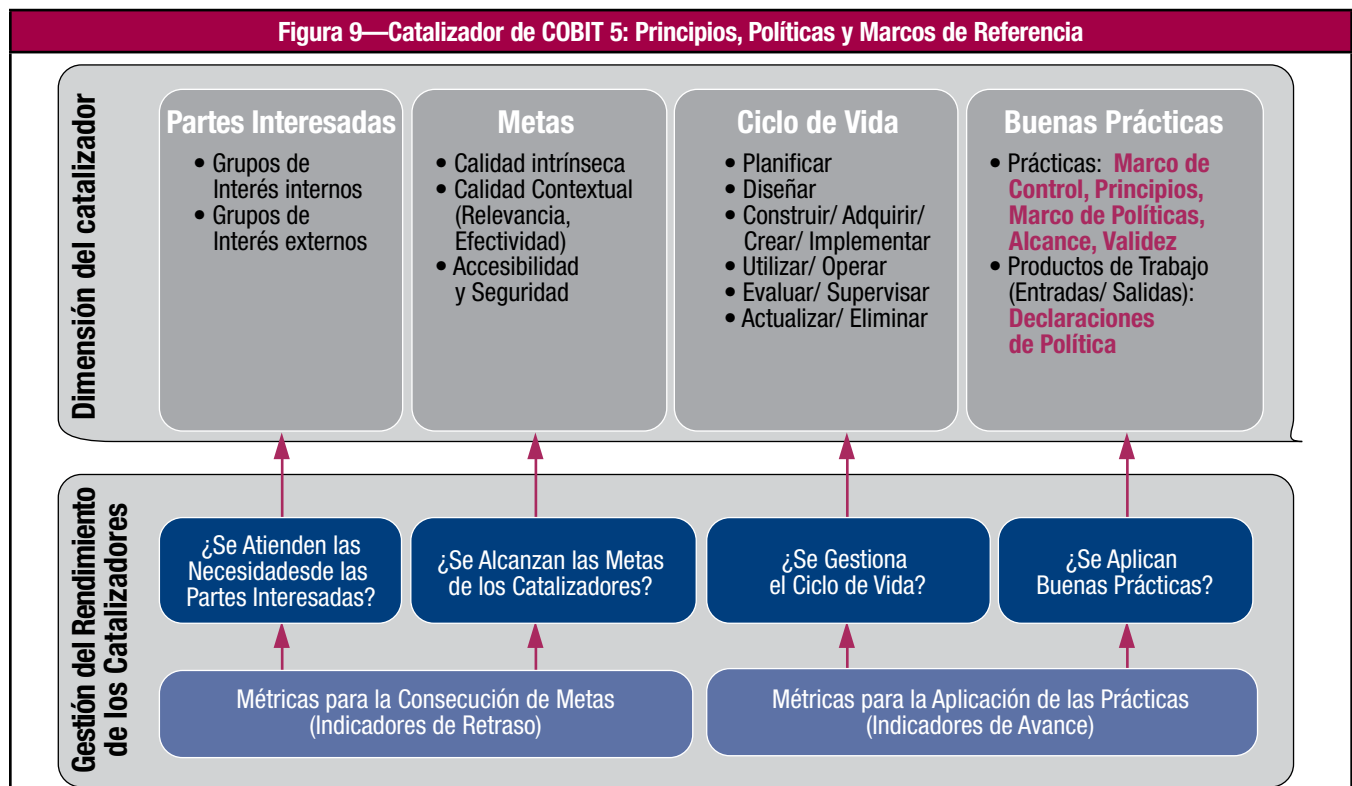 Figura 9—Catalizador de COBIT 5: Principios, Políticas y Marcos de Referencia
Dimensión del catalizador
Partes Interesadas
• Grupos de
Interés internos
• Grupos de
Interés externos
Metas
• Calidad intrínseca
• Calidad Contextual
(Relevancia,
Efectividad)
• Accesibilidad
y Seguridad
Ciclo de Vida
• Planificar
• Diseñar
• Construir/ Adquirir/
Crear/ Implementar
• Utilizar/ Operar
• Evaluar/ Supervisar
• Actualizar/ Eliminar
Buenas Prácticas
• Prácticas: Marco de
Control, Principios,
Marco de Políticas,
Alcance, Validez
• Productos de Trabajo
(Entradas/ Salidas):
Declaraciones
de Política
Gestión del Rendimiento
de los Catalizadores
¿Se Atienden las
Necesidadesde las
Partes Interesadas?
¿Se Alcanzan las Metas
de los Catalizadores?
¿Se Gestiona
el Ciclo de Vida?
¿Se Aplican
Buenas Prácticas?
Métricas para la Consecución de Metas
(Indicadores de Retraso)
Métricas para la Aplicación de las Prácticas
(Indicadores de Avance)